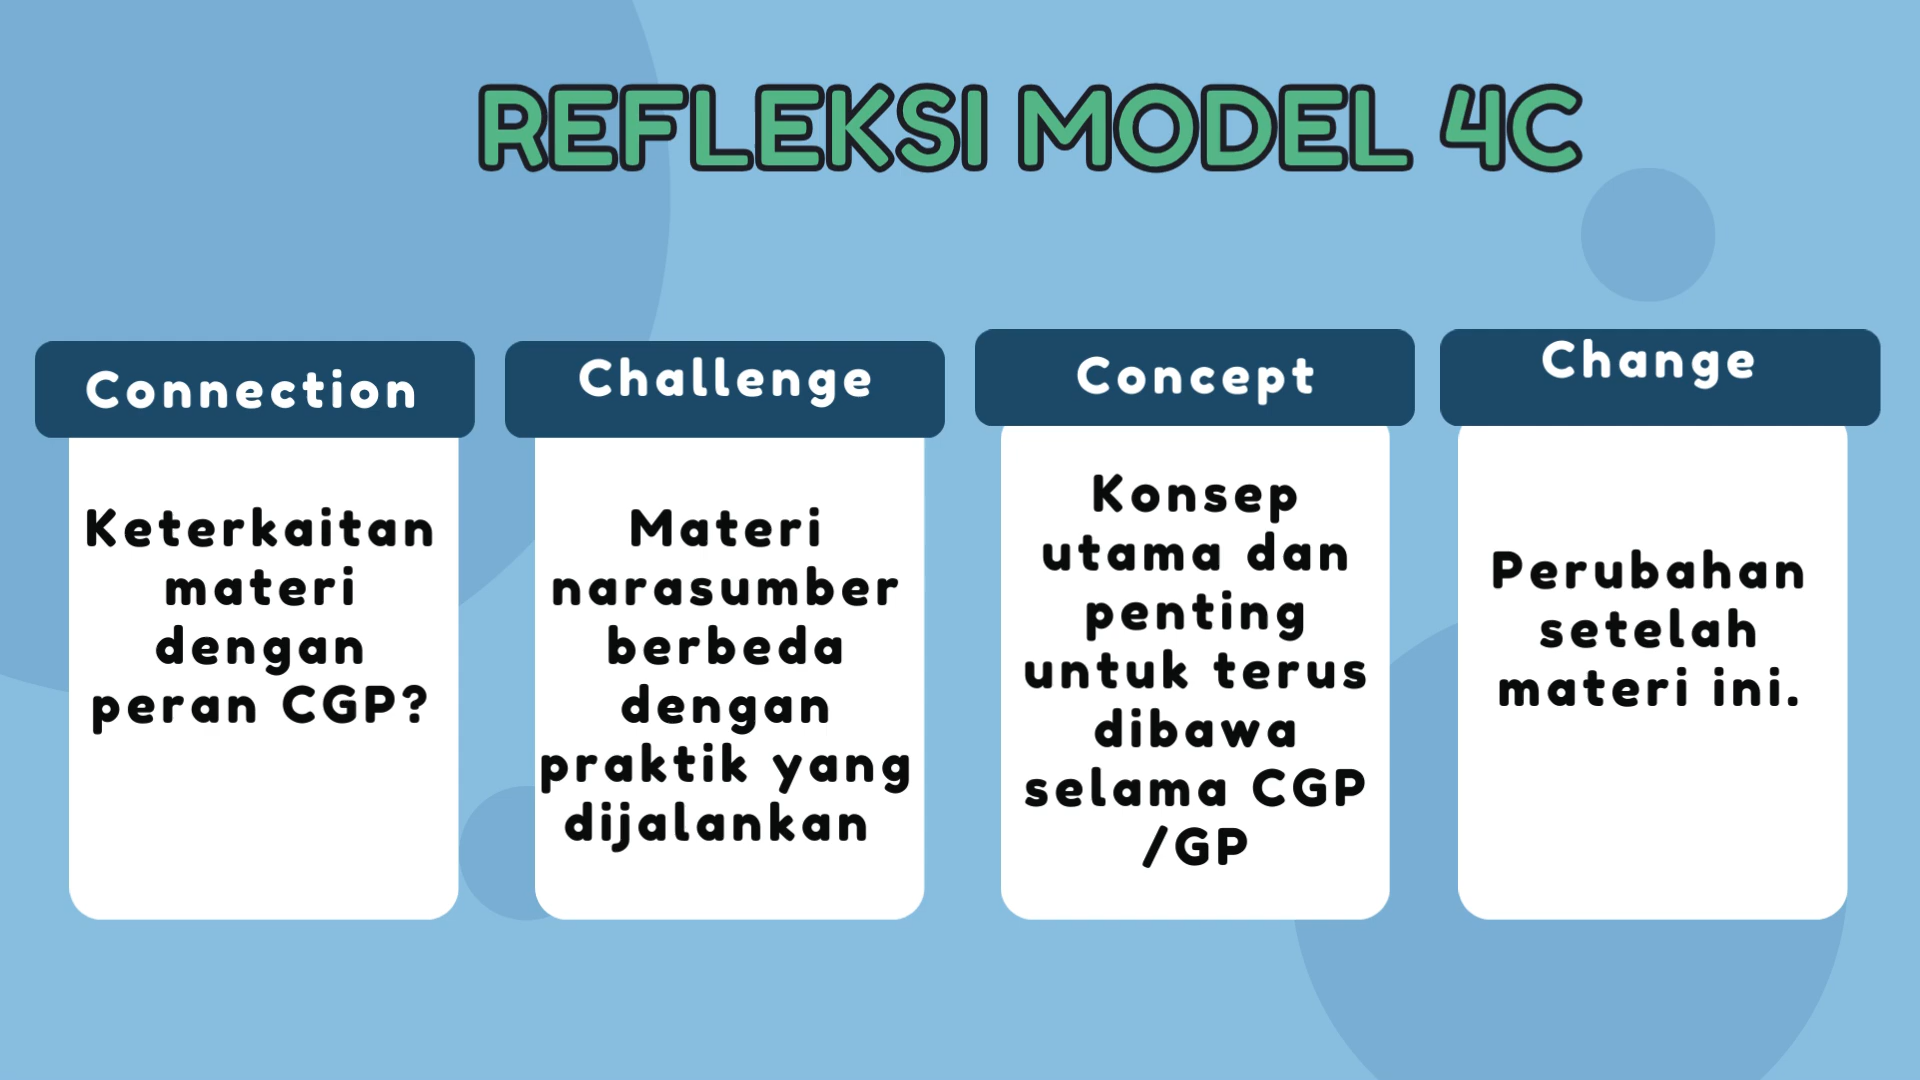 REFLEKSI MODEL 4C
Connection
Keterkaitan
materi
dengan
peran CGP?
Challenge
Materi
narasumber
berbeda
dengan
praktik yang
dijalankan
Concept
Konsep
utama dan
penting
untuk terus
dibawa
selama CGP
/GP
Change
Perubahan
setelah
materi ini.